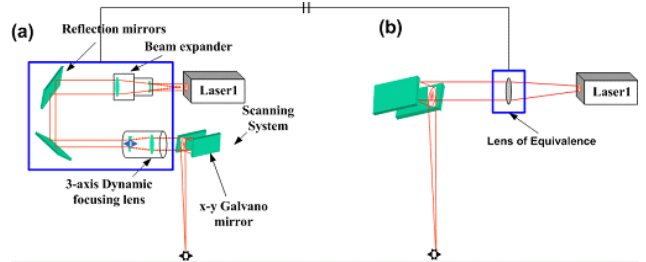 (a)
Reflection mirrors
Beam expander
Laser1
Scanning
System
3-axis Dynamic
focusing lens
x-y Galvano
mirror
(b)
Laser1
Lens of Equivalence